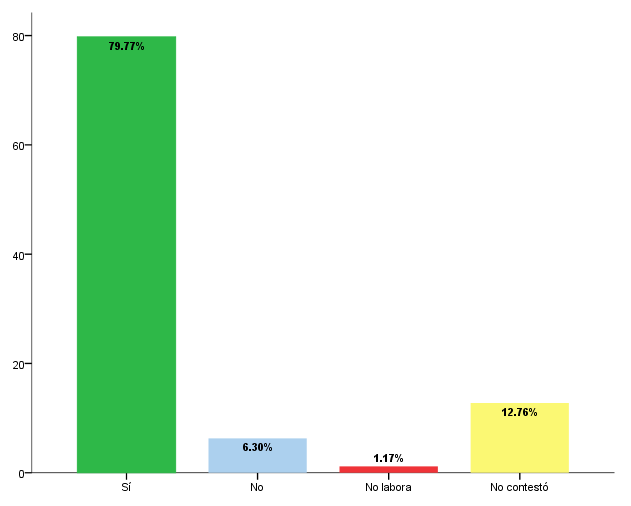 80
60
40
20
0
79.77%
6.30%
1.17%
12.76%
Sí
No
No labora
No contestó